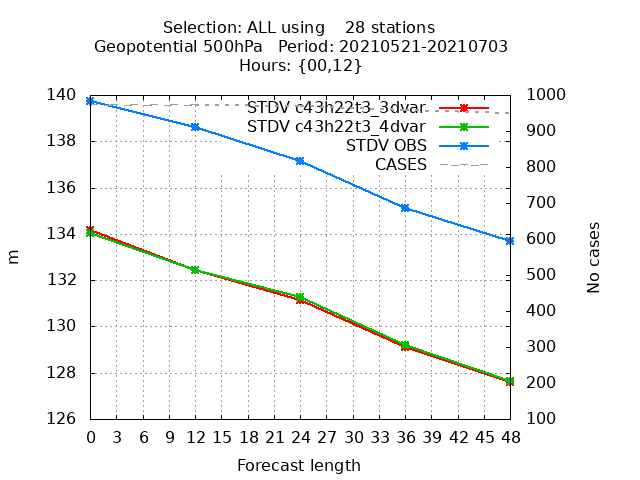 Selection: ALL using    28 stations
Geopotential 500hPa   Period: 20210521-20210703
Hours: {00,12}
140 1000
STDV c43h22t3_3dvar
900
STDV c43h22t3_4dvar
138
STDV OBS
CASES 800
136
700
134 600
m No cases
132 500
400
130
300
128
200
126 100
0 3 6 9 12 15 18 21 24 27 30 33 36 39 42 45 48
Forecast length